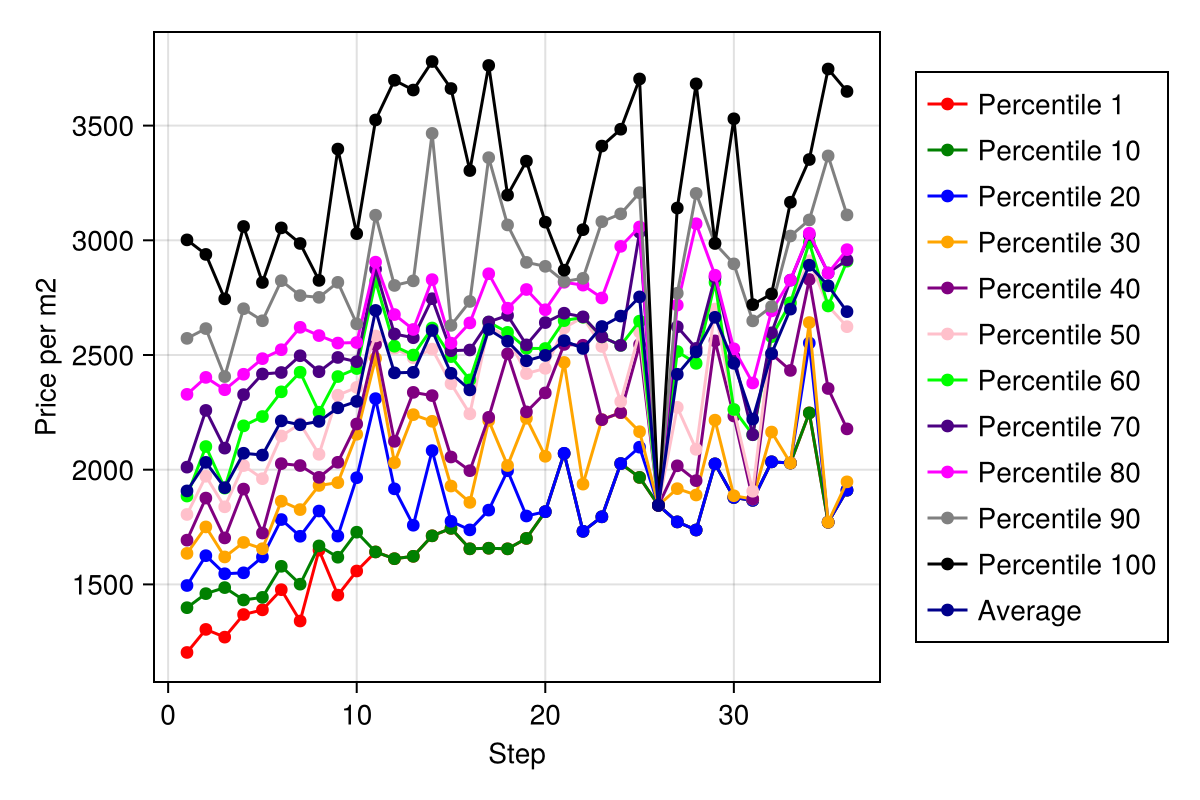 3500
3000
2500
2000
1500
0
10
20
30
Price per m2
Step
Percentile 1
Percentile 10
Percentile 20
Percentile 30
Percentile 40
Percentile 50
Percentile 60
Percentile 70
Percentile 80
Percentile 90
Percentile 100
Average